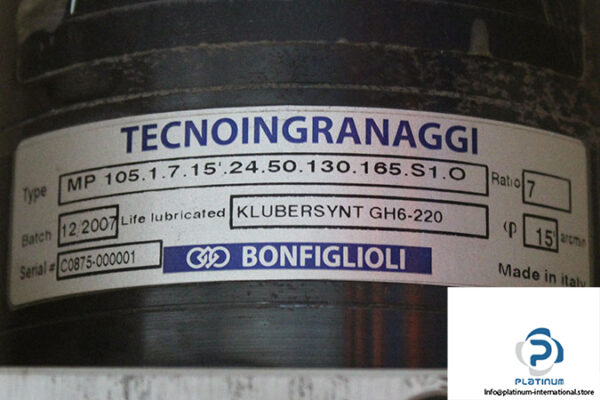 TECNOINGRANAGGI
Type MP 105.1.7.15'.24.50.130.165.S1.O Ratio 7
Batch 12/2007 Life lubricated KLUBERSYNT GH6-220 φ 15' arcmin
Serial # C0875-000001 BONFIGLIOLI Made in italy
PLATINUM
Info@platinum-international.store